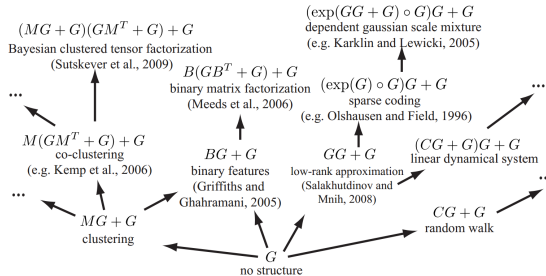 (exp(GG + G) ∘ G)G + G
dependent gaussian scale mixture
(e.g. Karklin and Lewicki, 2005)
(MG + G)(GM^T + G) + G
Bayesian clustered tensor factorization
(Sutskever et al., 2009)
B(GB^T + G) + G
binary matrix factorization
(Meeds et al., 2006)
(exp(G) ∘ G)G + G
sparse coding
(e.g. Olshausen and Field, 1996)
...
...
M(GM^T + G) + G
co-clustering
(e.g. Kemp et al., 2006)
BG + G
binary features
(Griffiths and
Ghahramani, 2005)
GG + G
low-rank approximation
(Salakhutdinov and
Mnih, 2008)
(CG + G)G + G
linear dynamical system
...
...
MG + G
clustering
CG + G
random walk
G
no structure